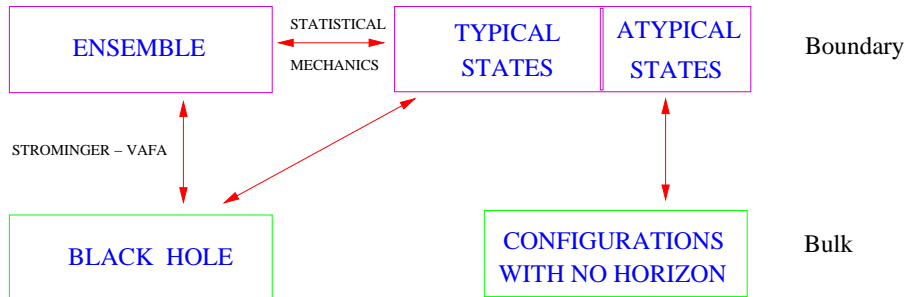 ENSEMBLE
STATISTICAL
MECHANICS
TYPICAL
STATES
ATYPICAL
STATES
Boundary
STROMINGER – VAFA
BLACK HOLE
CONFIGURATIONS
WITH NO HORIZON
Bulk